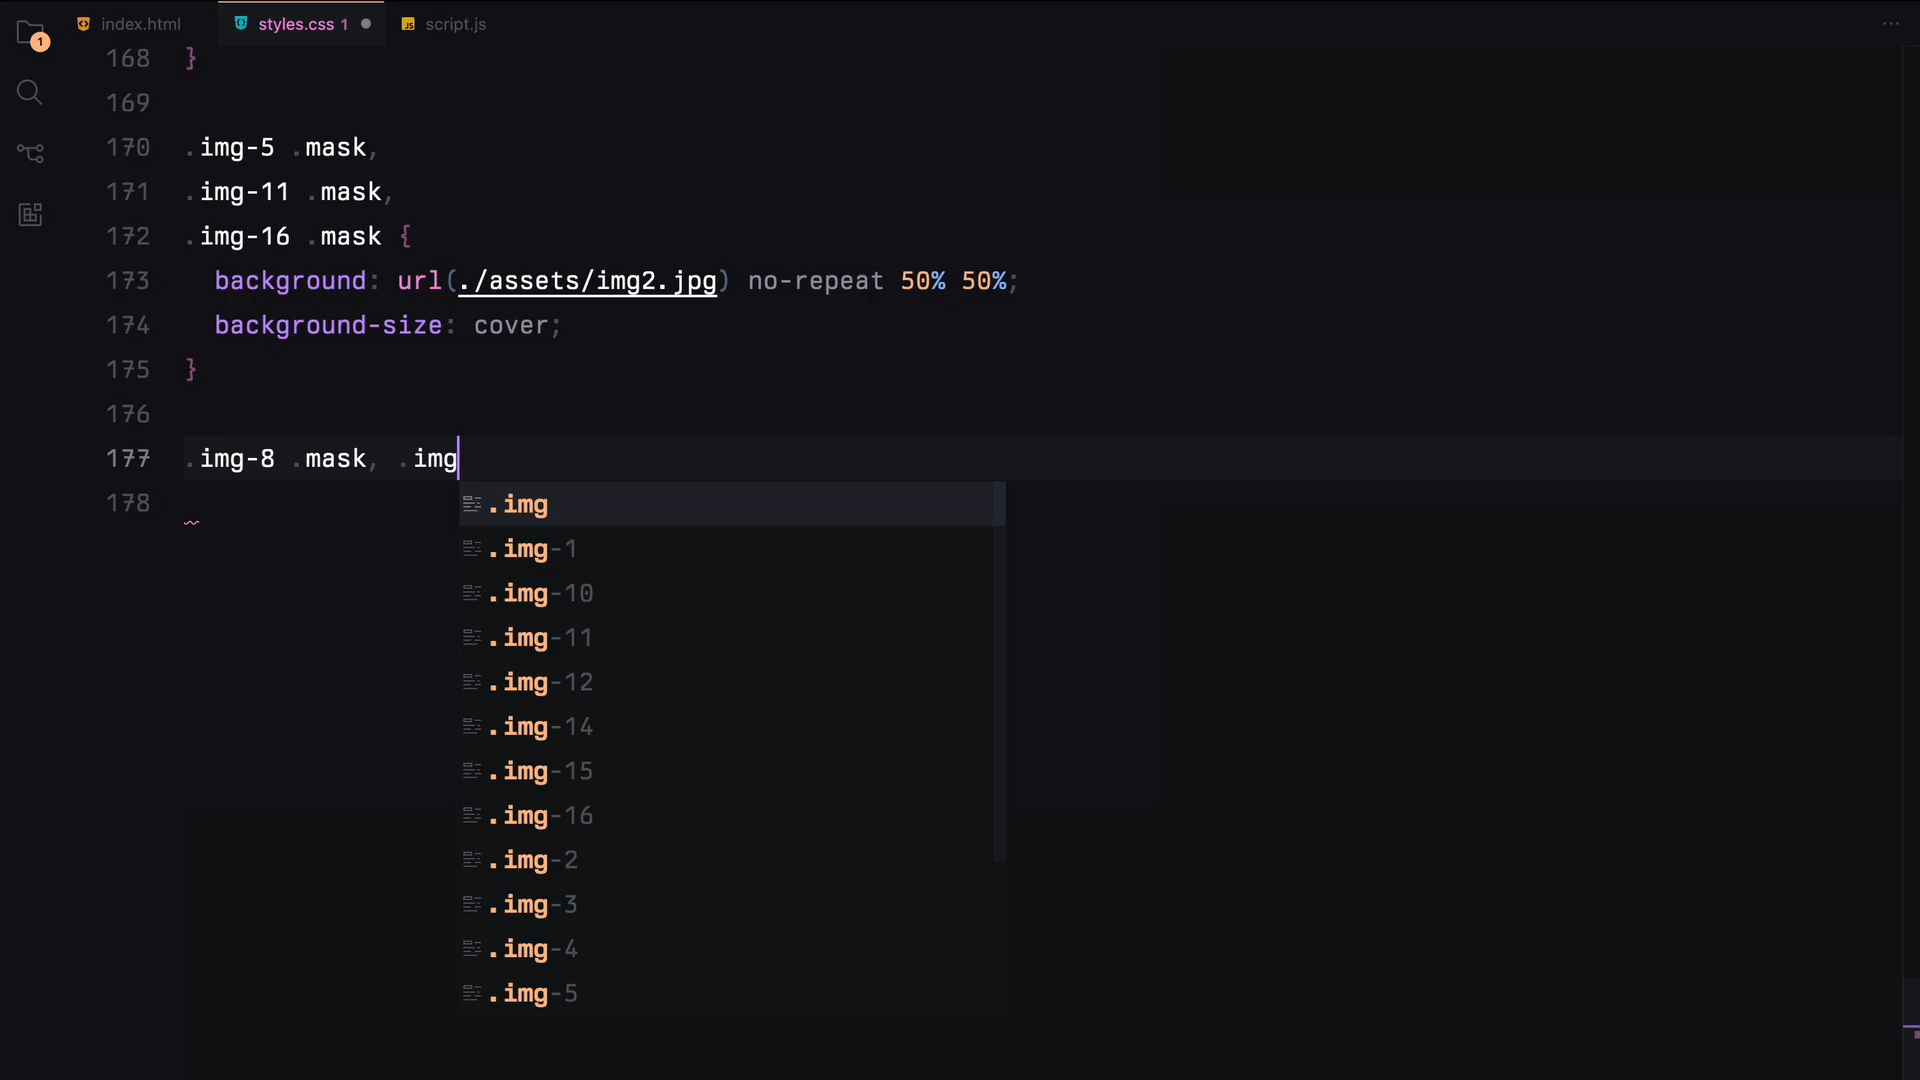 index.html styles.css 1 script.js ...
1
168 }
169
170 .img-5 .mask,
171 .img-11 .mask,
172 .img-16 .mask {
173 background: url(./assets/img2.jpg) no-repeat 50% 50%;
174 background-size: cover;
175 }
176
177 .img-8 .mask, .img
178
.img
.img-1
.img-10
.img-11
.img-12
.img-14
.img-15
.img-16
.img-2
.img-3
.img-4
.img-5